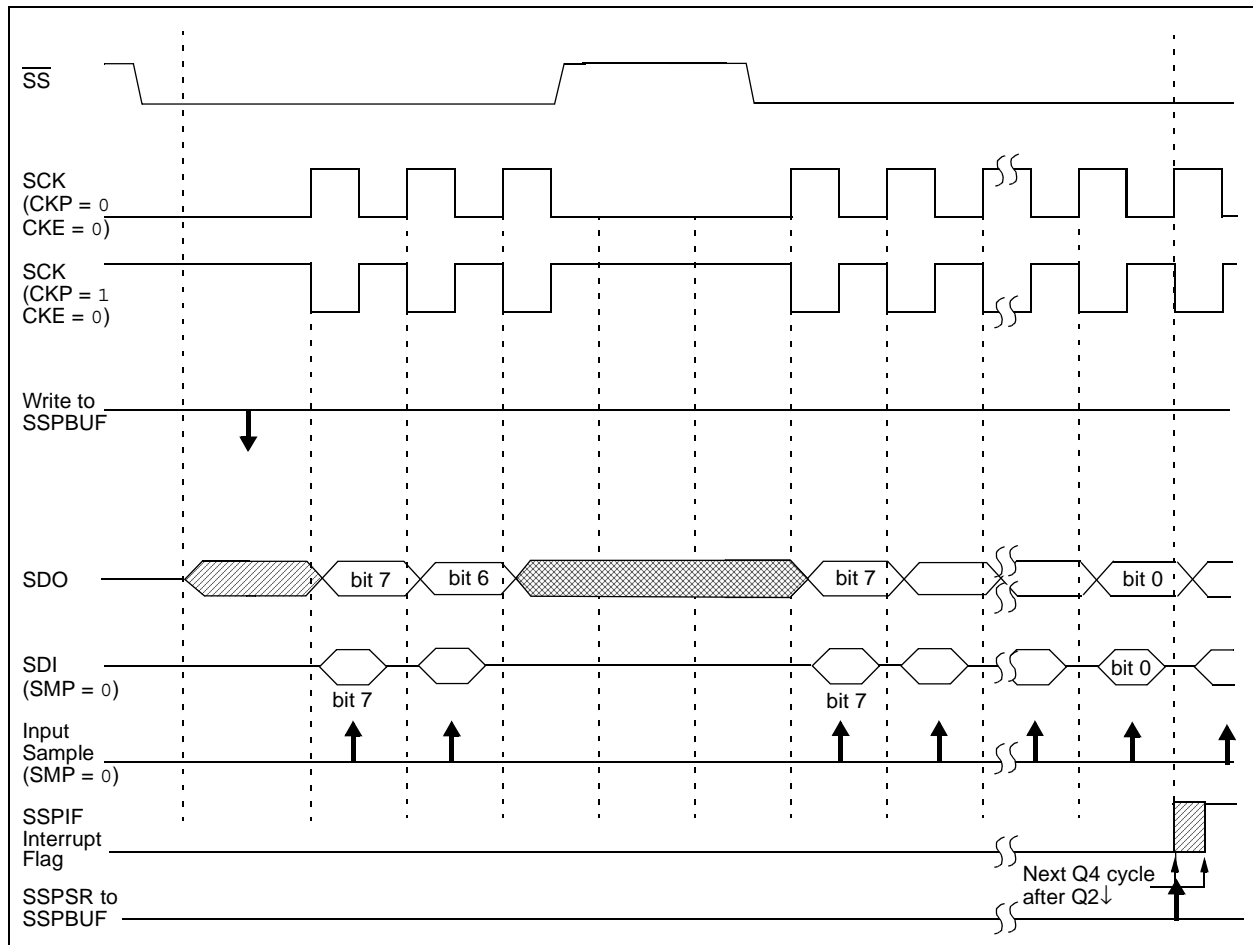 SS
SCK
(CKP = 0
CKE = 0)
SCK
(CKP = 1
CKE = 0)
Write to
SSPBUF
SDO
bit 7
bit 6
bit 7
bit 0
SDI
(SMP = 0)
bit 7
bit 7
bit 0
Input
Sample
(SMP = 0)
SSPIF
Interrupt
Flag
Next Q4 cycle
after Q2↓
SSPSR to
SSPBUF